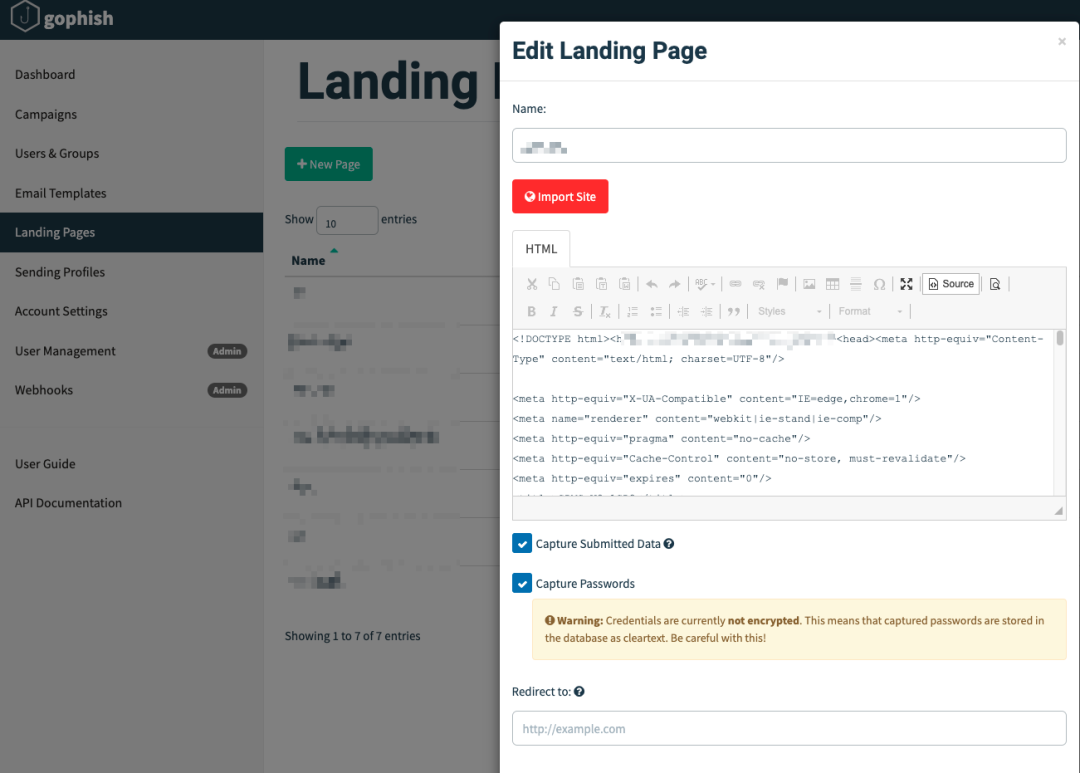 gophish
Dashboard
Campaigns
Users & Groups
Email Templates
Landing Pages
Sending Profiles
Account Settings
User Management Admin
Webhooks Admin
User Guide
API Documentation
Landing
+ New Page
Show 10 entries
Name
Showing 1 to 7 of 7 entries
Edit Landing Page
×
Name:
Import Site
HTML
Source
Styles
Format
<!DOCTYPE html><h <head><meta http-equiv="Content-
Type" content="text/html; charset=UTF-8"/>
<meta http-equiv="X-UA-Compatible" content="IE=edge,chrome=1"/>
<meta name="renderer" content="webkit|ie-stand|ie-comp"/>
<meta http-equiv="pragma" content="no-cache"/>
<meta http-equiv="Cache-Control" content="no-store, must-revalidate"/>
<meta http-equiv="expires" content="0"/>
Capture Submitted Data
Capture Passwords
Warning: Credentials are currently not encrypted. This means that captured passwords are stored in
the database as cleartext. Be careful with this!
Redirect to:
http://example.com